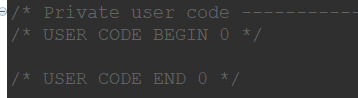 /* Private user code -----------
/* USER CODE BEGIN 0 */
/* USER CODE END 0 */